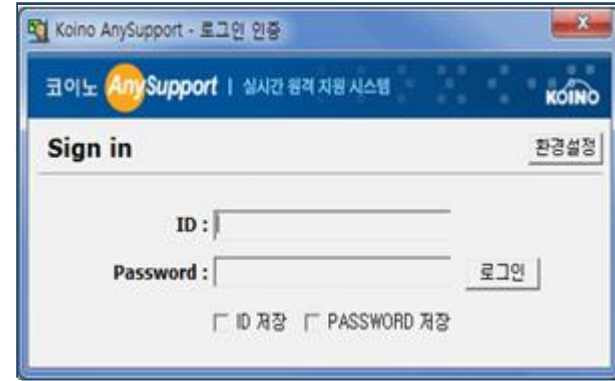 Koino AnySupport - 로그인 인증
코이노 AnySupport | 실시간 원격 지원 시스템 KOINO
Sign in 환경설정
ID :
Password : 로그인
ID 저장 PASSWORD 저장